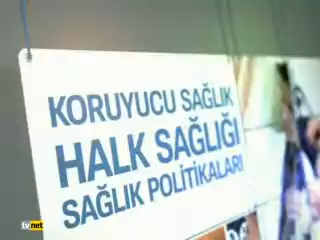 KORUYUCU SAĞLIK
HALK SAĞLIĞI
SAĞLIK POLİTİKALARI
tvnet